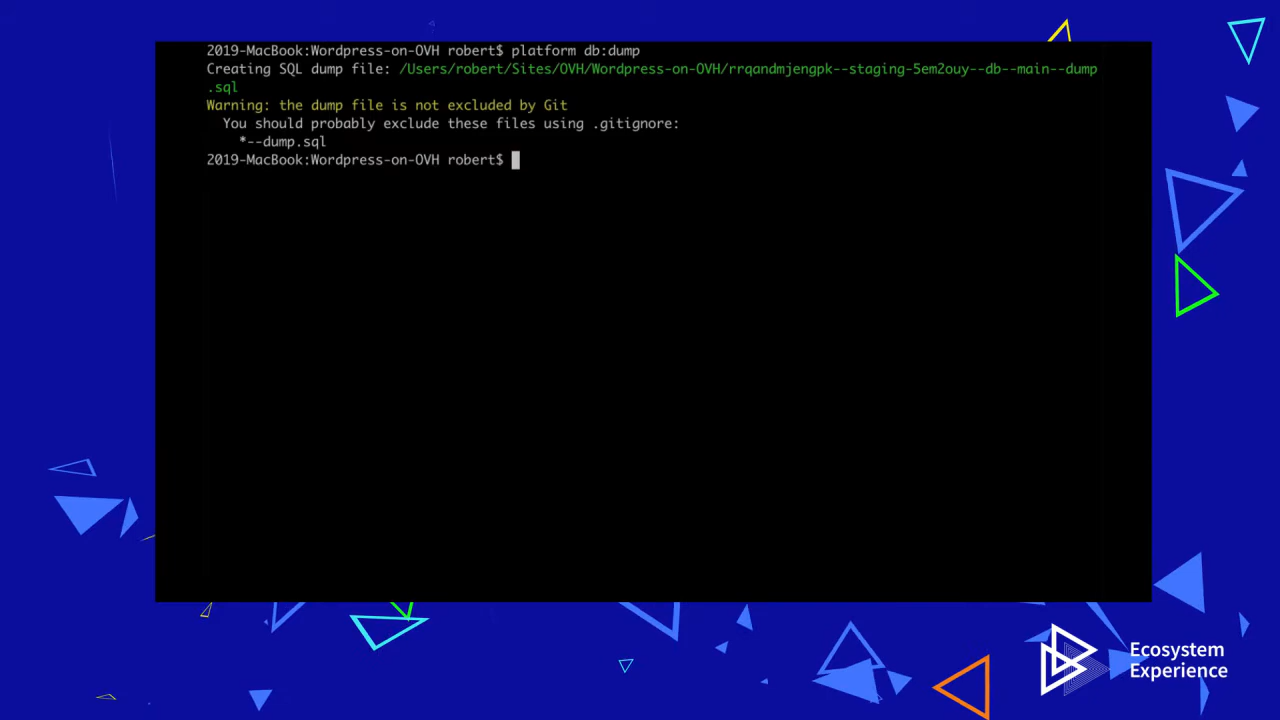 2019-MacBook:Wordpress-on-OVH robert$ platform db:dump
Creating SQL dump file: /Users/robert/Sites/OVH/Wordpress-on-OVH/rrqandmjengpk--staging-5em2ouy--db--main--dump
.sql
Warning: the dump file is not excluded by Git
You should probably exclude these files using .gitignore:
*--dump.sql
2019-MacBook:Wordpress-on-OVH robert$
Ecosystem
Experience